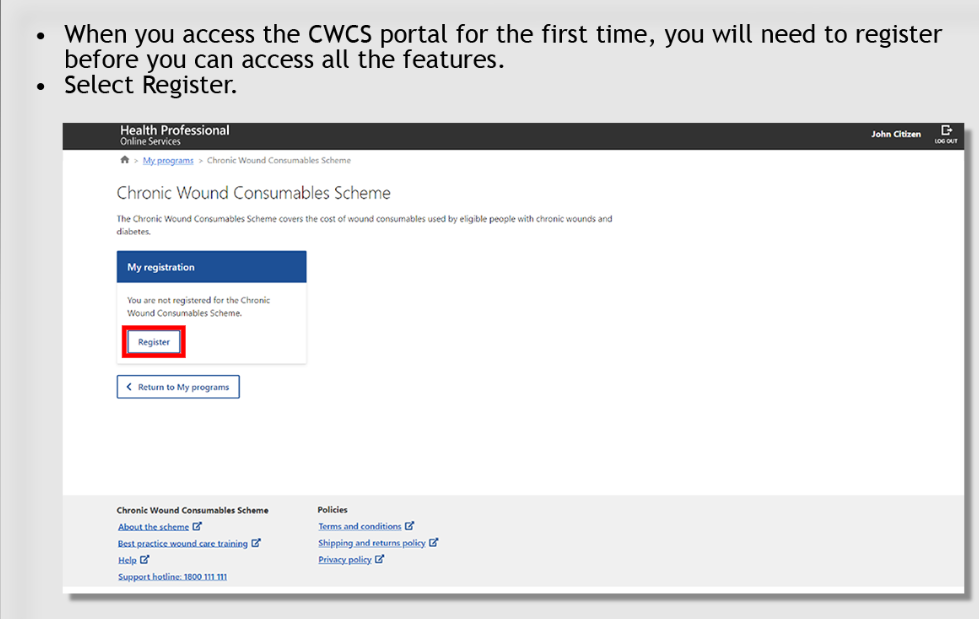 • When you access the CWCS portal for the first time, you will need to register
before you can access all the features.
• Select Register.
Health Professional
Online Services
John Citizen
LOG OUT
> My programs > Chronic Wound Consumables Scheme
Chronic Wound Consumables Scheme
The Chronic Wound Consumables Scheme covers the cost of wound consumables used by eligible people with chronic wounds and
diabetes.
My registration
You are not registered for the Chronic
Wound Consumables Scheme.
Register
< Return to My programs
Chronic Wound Consumables Scheme
About the scheme
Best practice wound care training
Help
Support hotline: 1800 111 111
Policies
Terms and conditions
Shipping and returns policy
Privacy policy